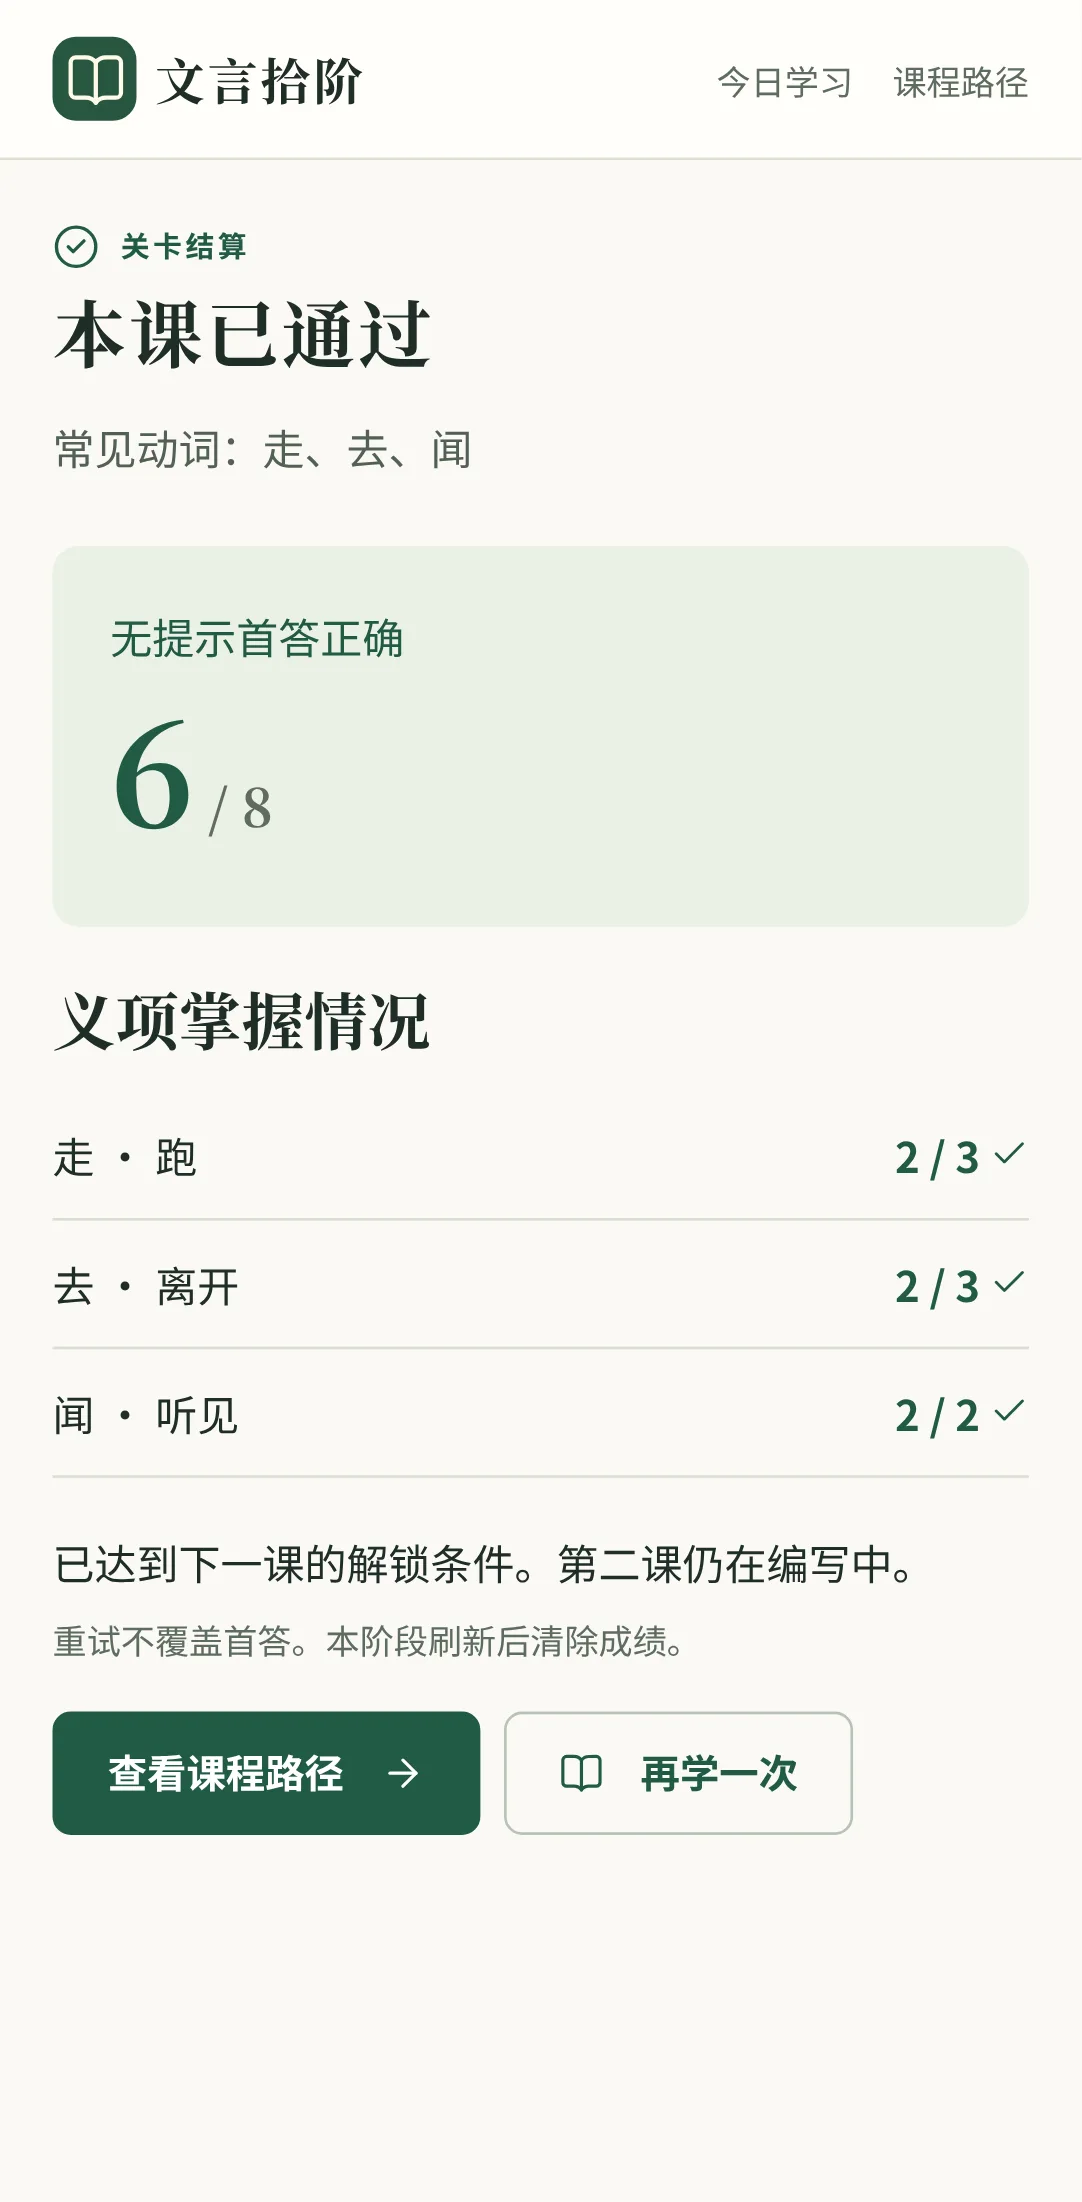 文言拾阶
今日学习 课程路径
关卡结算
本课已通过
常见动词：走、去、闻
无提示首答正确
6 / 8
义项掌握情况
走 · 跑 2 / 3
去 · 离开 2 / 3
闻 · 听见 2 / 2
已达到下一课的解锁条件。第二课仍在编写中。
重试不覆盖首答。本阶段刷新后清除成绩。
查看课程路径 → 再学一次